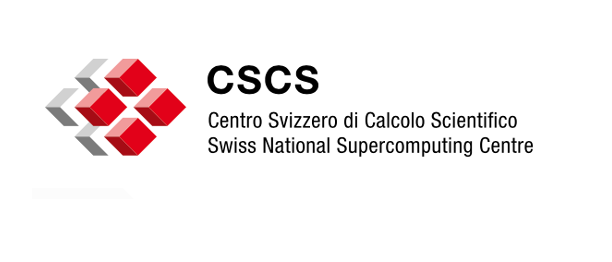 CSCS
Centro Svizzero di Calcolo Scientifico
Swiss National Supercomputing Centre